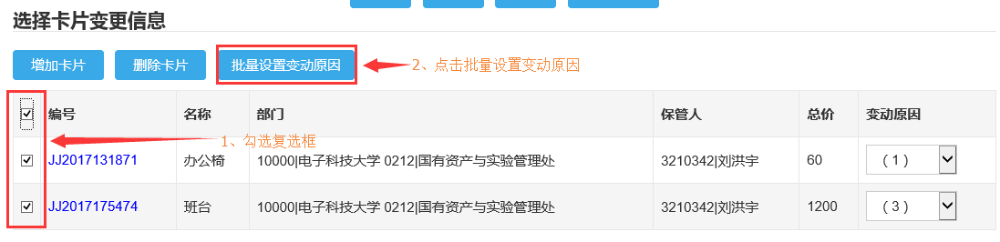 选择卡片变更信息
增加卡片 删除卡片 批量设置变动原因 2、点击批量设置变动原因
编号 名称 部门 保管人 总价 变动原因
1、勾选复选框
JJ2017131871 办公椅 10000|电子科技大学 0212|国有资产与实验管理处 3210342|刘洪宇 60 （1）
JJ2017175474 班台 10000|电子科技大学 0212|国有资产与实验管理处 3210342|刘洪宇 1200 （3）